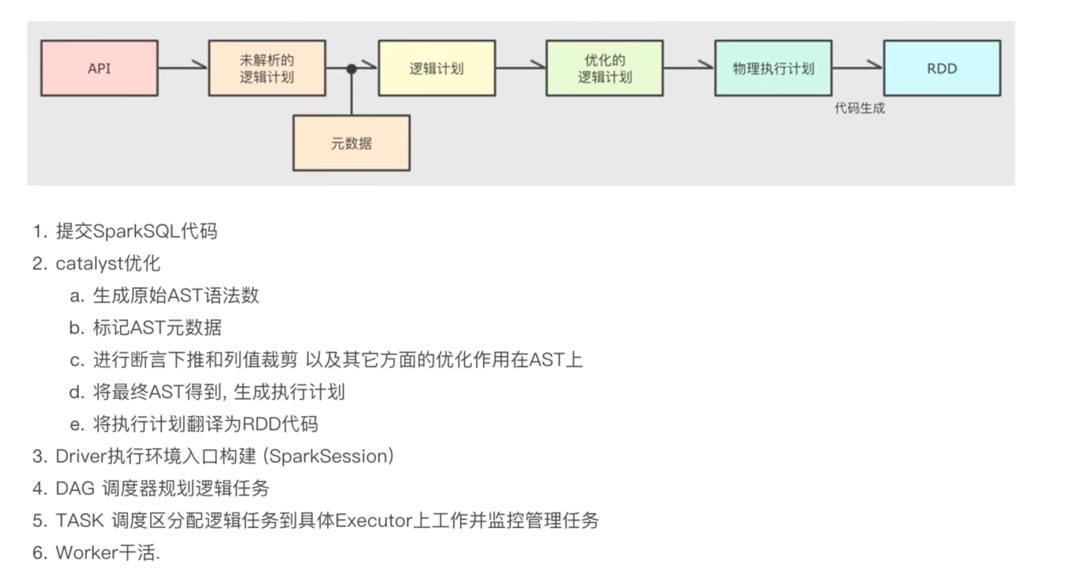 API
未解析的
逻辑计划
逻辑计划
优化的
逻辑计划
物理执行计划
RDD
代码生成
元数据
1. 提交SparkSQL代码
2. catalyst优化
a. 生成原始AST语法数
b. 标记AST元数据
c. 进行断言下推和列值裁剪 以及其它方面的优化作用在AST上
d. 将最终AST得到, 生成执行计划
e. 将执行计划翻译为RDD代码
3. Driver执行环境入口构建 (SparkSession)
4. DAG 调度器规划逻辑任务
5. TASK 调度区分配逻辑任务到具体Executor上工作并监控管理任务
6. Worker干活.